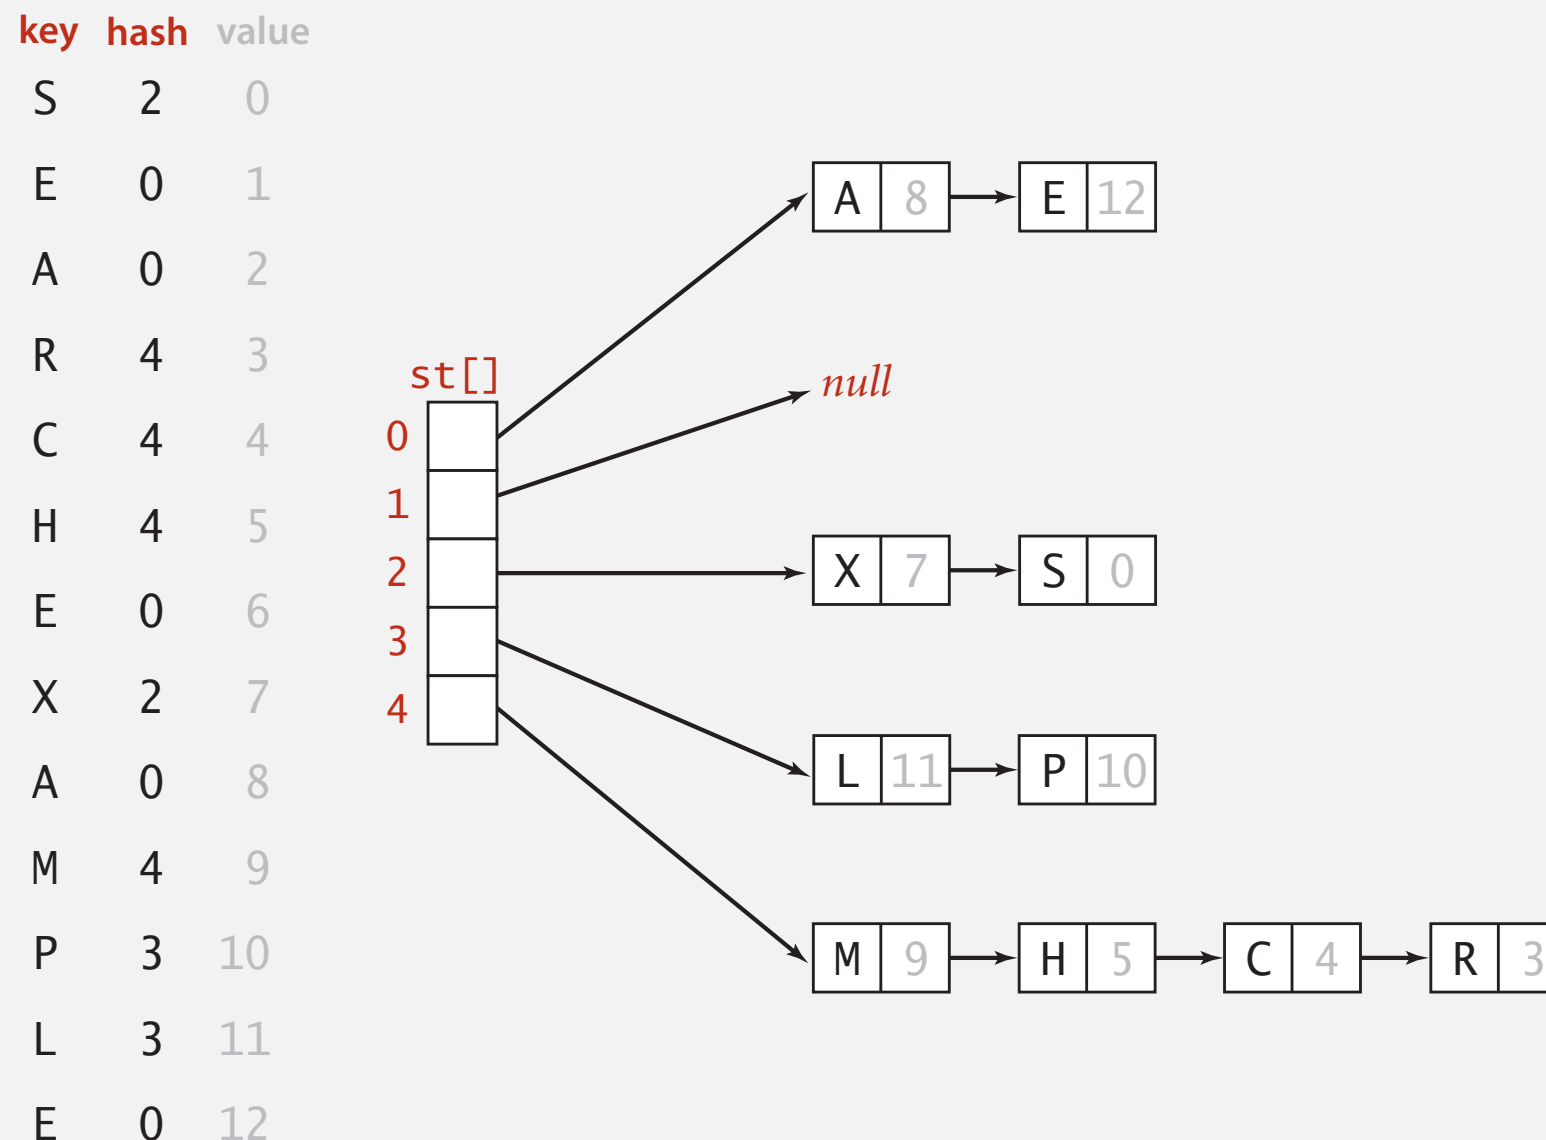 key hash value
S 2 0
E 0 1
A 0 2
R 4 3
C 4 4
H 4 5
E 0 6
X 2 7
A 0 8
M 4 9
P 3 10
L 3 11
E 0 12
st[]
0
1
2
3
4
A 8 E 12
null
X 7 S 0
L 11 P 10
M 9 H 5 C 4 R 3